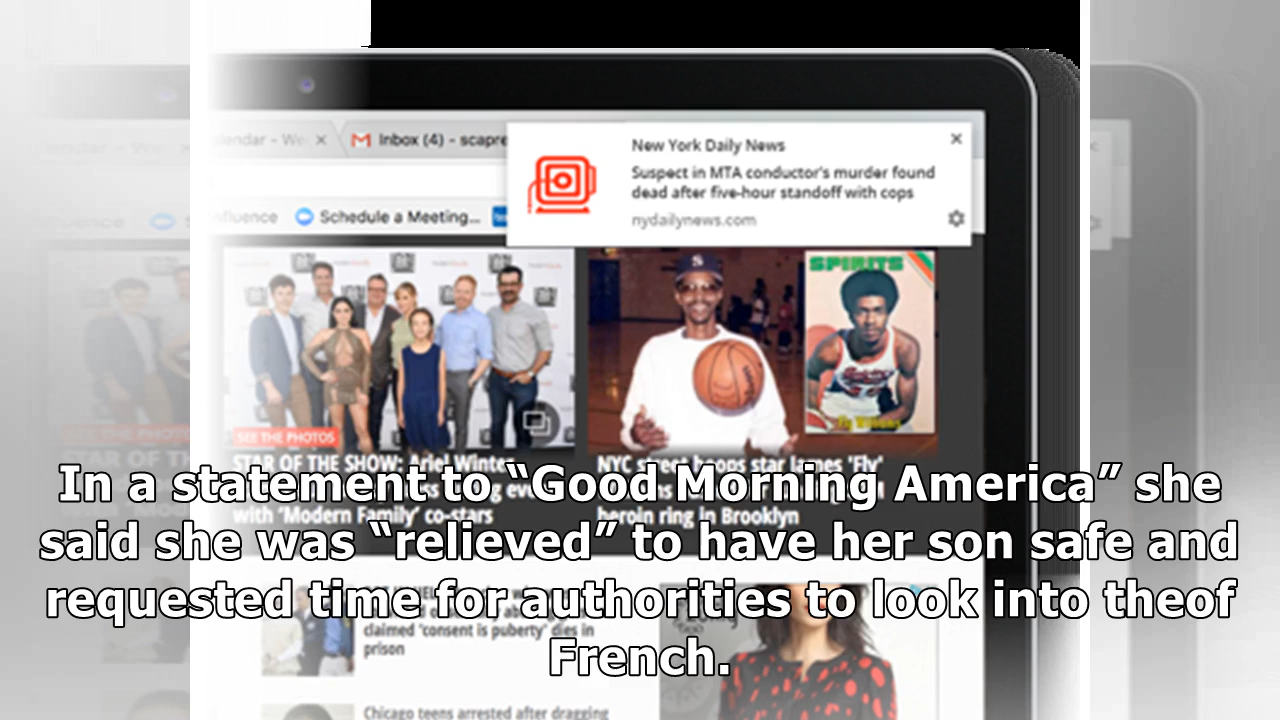 Inbox (4) - scapre
New York Daily News
Suspect in MTA conductor's murder found
dead after five-hour standoff with cops
nydailynews.com
Schedule a Meeting...
SEE THE PHOTOS
SPIRITS
STAR OF THE SHOW: Ariel Winter
with 'Modern Family' co-stars
NYC street hoops star James 'Fly'
heroin ring in Brooklyn
In a statement to “Good Morning America” she
said she was “relieved” to have her son safe and
requested time for authorities to look into theof
French.
claimed 'consent is puberty' dies in
prison
Chicago teens arrested after dragging